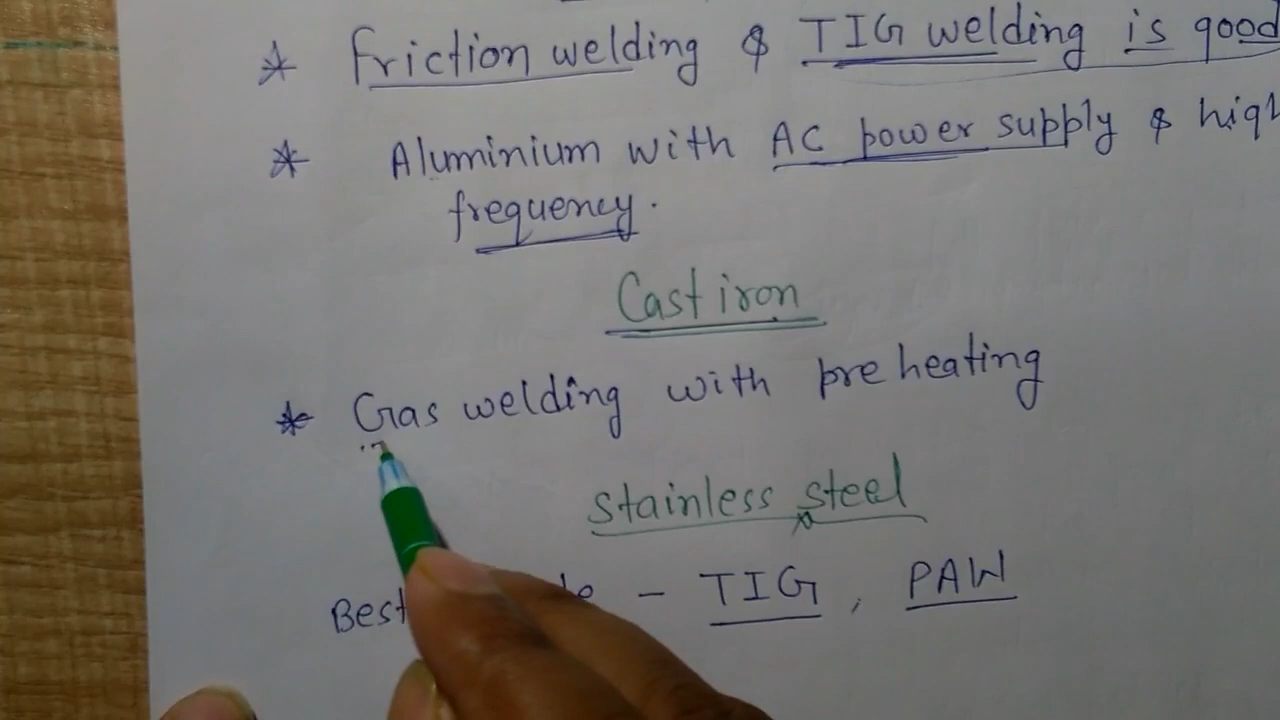 * Friction welding & TIG welding is good
* Aluminium with AC power supply &
frequency.
Cast iron
* Gas welding with preheating
Stainless steel
Best - TIG, PAW